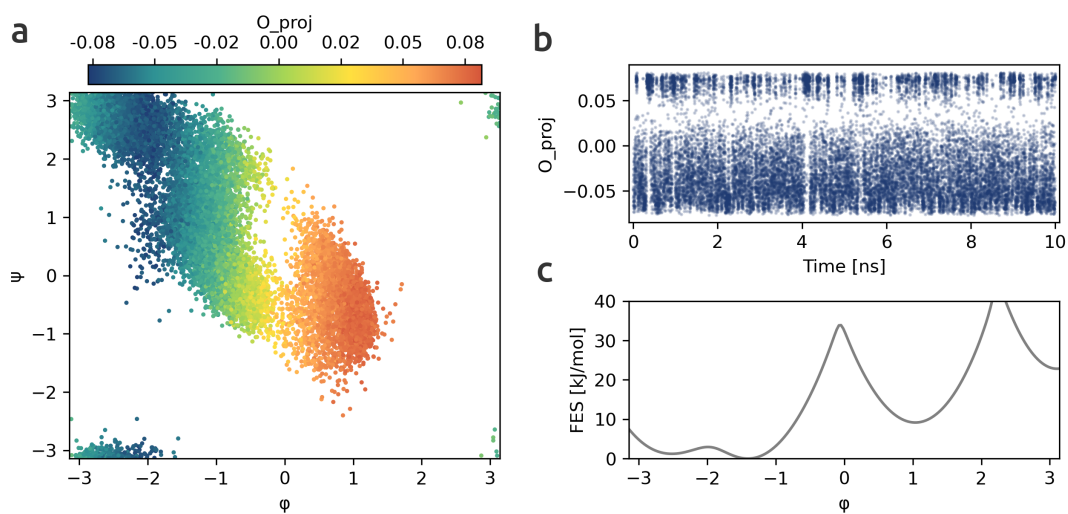 a
O_proj
-0.08 -0.05 -0.02 0.00 0.02 0.05 0.08
3
2
1
0
−1
−2
−3
ψ
−3 −2 −1 0 1 2 3
φ
b
0.05
0.00
−0.05
O_proj
0 2 4 6 8 10
Time [ns]
c
40
30
20
10
0
FES [kJ/mol]
−3 −2 −1 0 1 2 3
φ